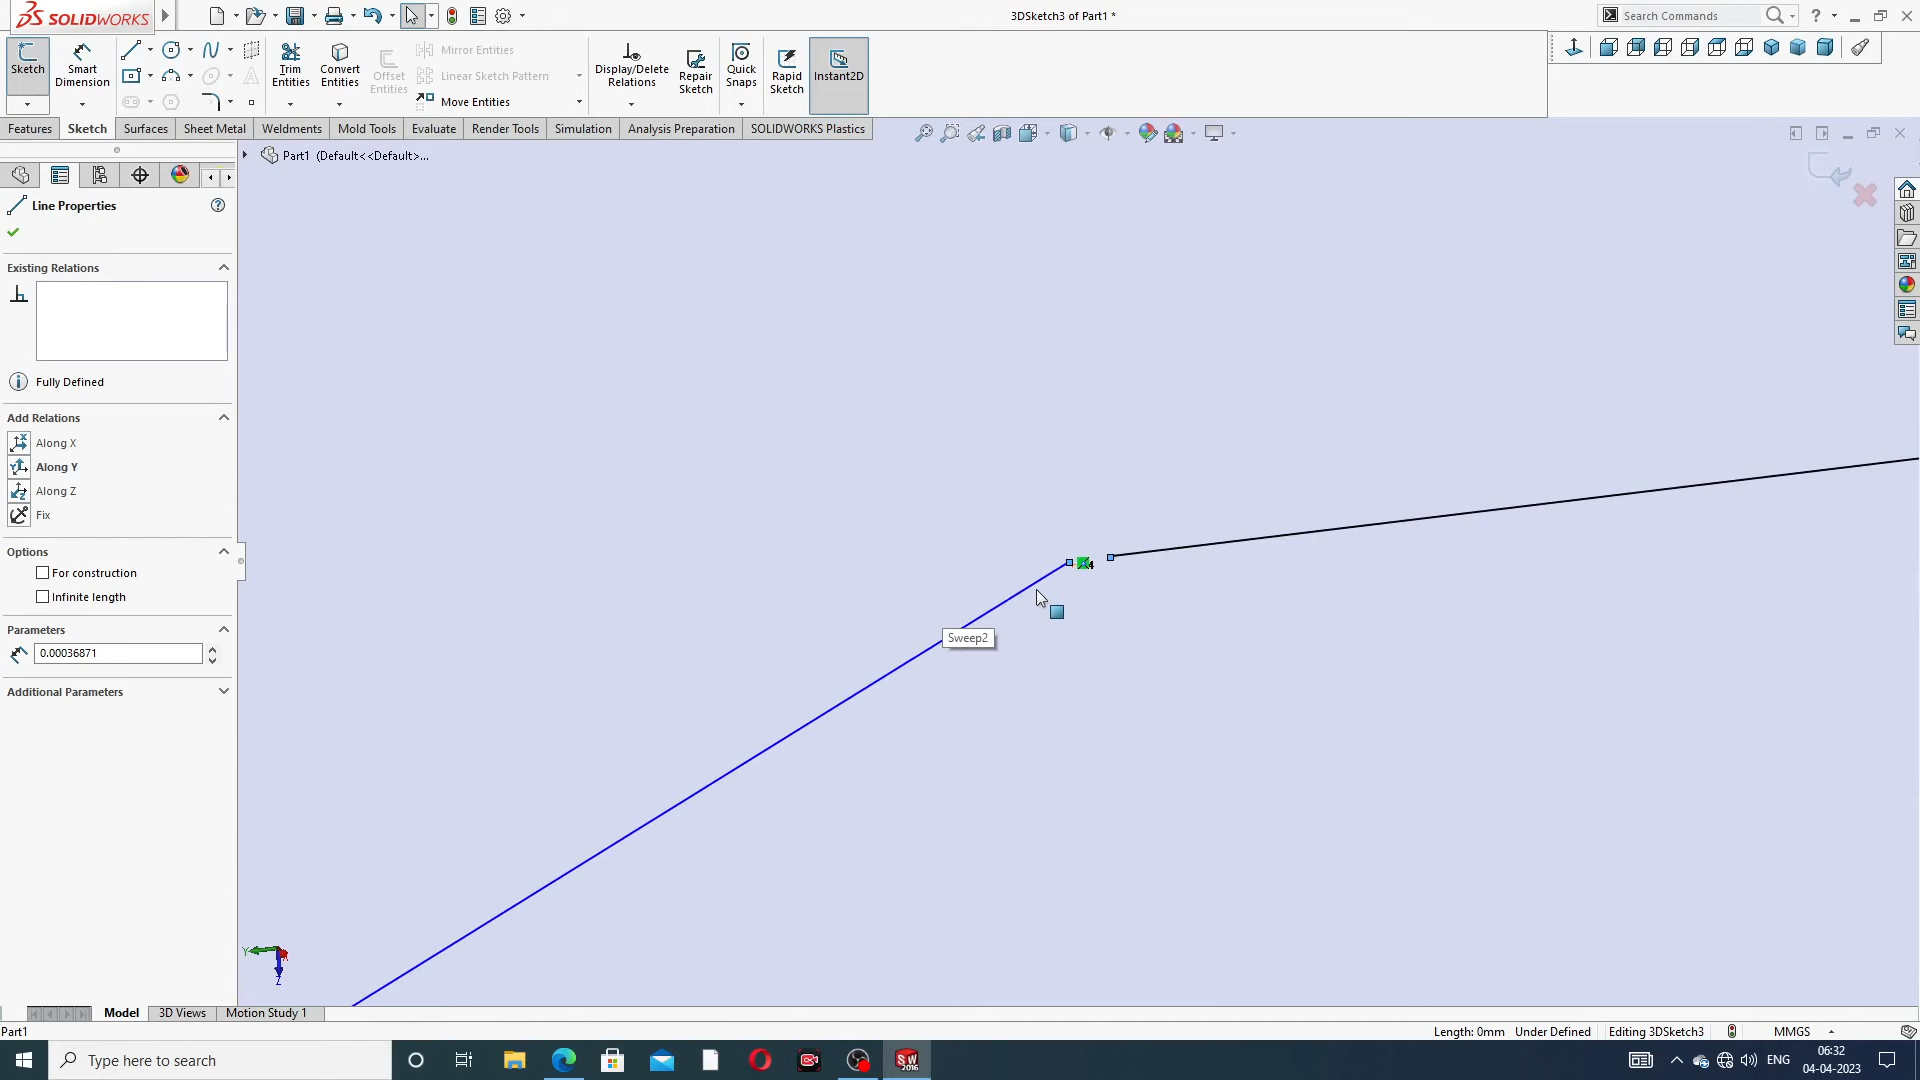 SOLIDWORKS
3DSketch3 of Part1 *
Search Commands
Sketch
Smart Dimension
Trim Entities
Convert Entities
Offset Entities
Mirror Entities
Linear Sketch Pattern
Move Entities
Display/Delete Relations
Repair Sketch
Quick Snaps
Rapid Sketch
Instant2D
Features
Sketch
Surfaces
Sheet Metal
Weldments
Mold Tools
Evaluate
Render Tools
Simulation
Analysis Preparation
SOLIDWORKS Plastics
Part1 (Default<<Default>...
Line Properties
Existing Relations
Fully Defined
Add Relations
Along X
Along Y
Along Z
Fix
Options
For construction
Infinite length
Parameters
0.00036871
Additional Parameters
4
Sweep2
Y
Z
Model
3D Views
Motion Study 1
Part1
Length: 0mm
Under Defined
Editing 3DSketch3
MMGS
Type here to search
SW
2016
ENG
06:32
04-04-2023